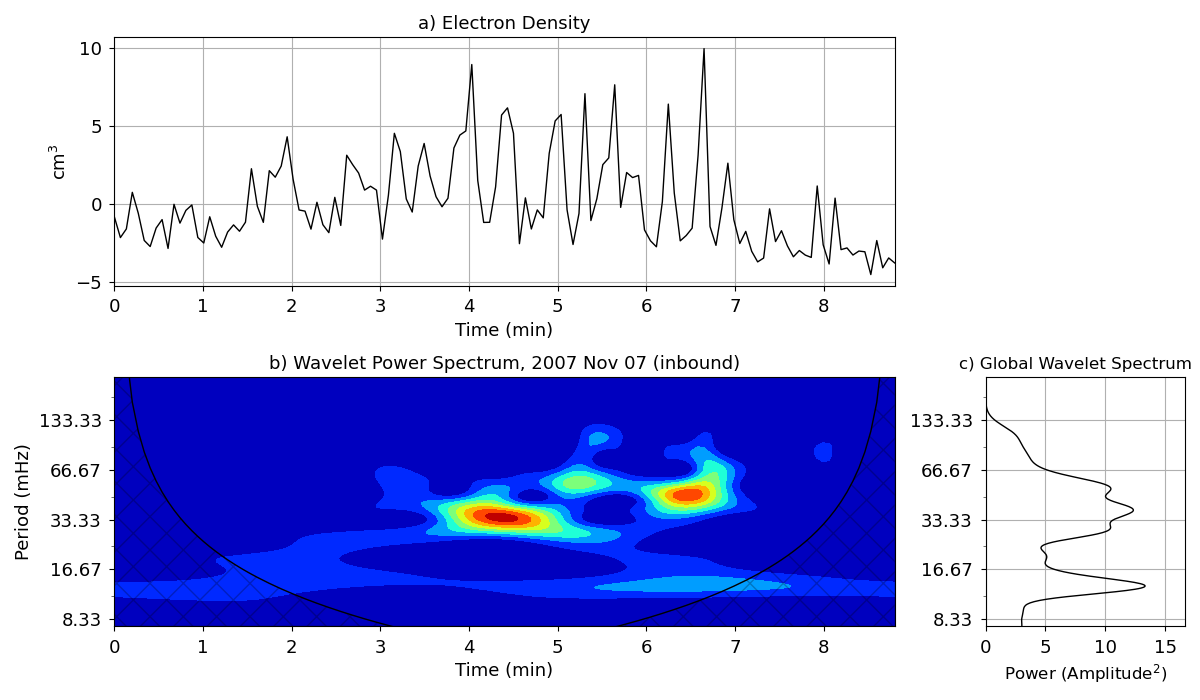 a) Electron Density
10
5
0
−5
cm³
0 1 2 3 4 5 6 7 8
Time (min)
b) Wavelet Power Spectrum, 2007 Nov 07 (inbound)
133.33
66.67
33.33
16.67
8.33
Period (mHz)
0 1 2 3 4 5 6 7 8
Time (min)
c) Global Wavelet Spectrum
133.33
66.67
33.33
16.67
8.33
0 5 10 15
Power (Amplitude²)